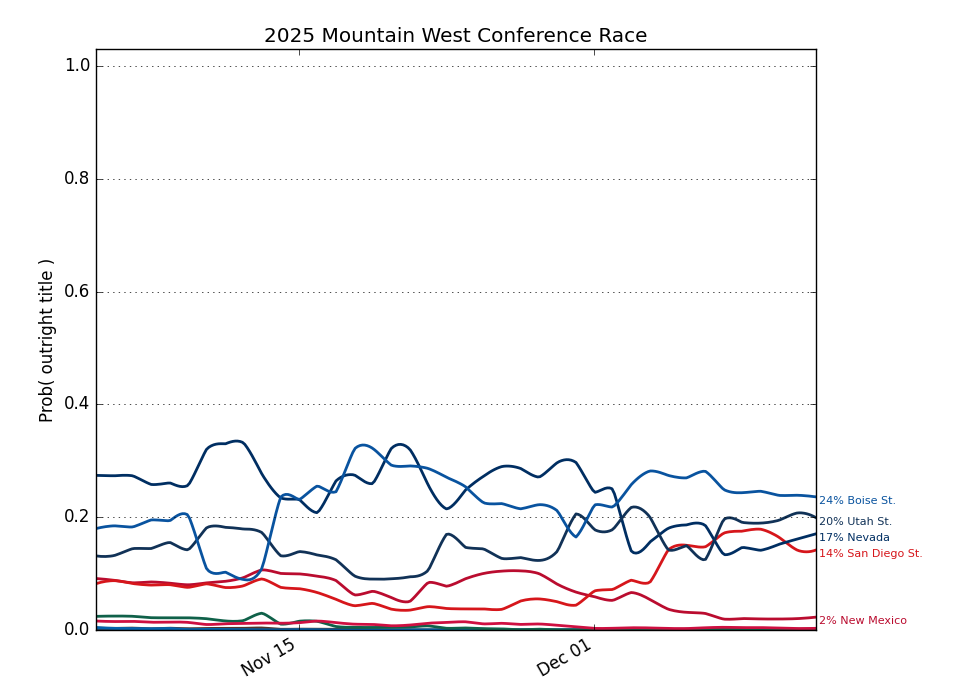 2025 Mountain West Conference Race
1.0
0.8
0.6
0.4
0.2
0.0
Prob( outright title )
Nov 15
Dec 01
24% Boise St.
20% Utah St.
17% Nevada
14% San Diego St.
2% New Mexico